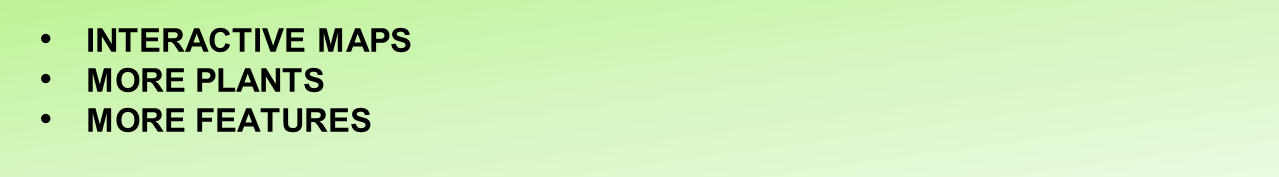 • INTERACTIVE MAPS
• MORE PLANTS
• MORE FEATURES